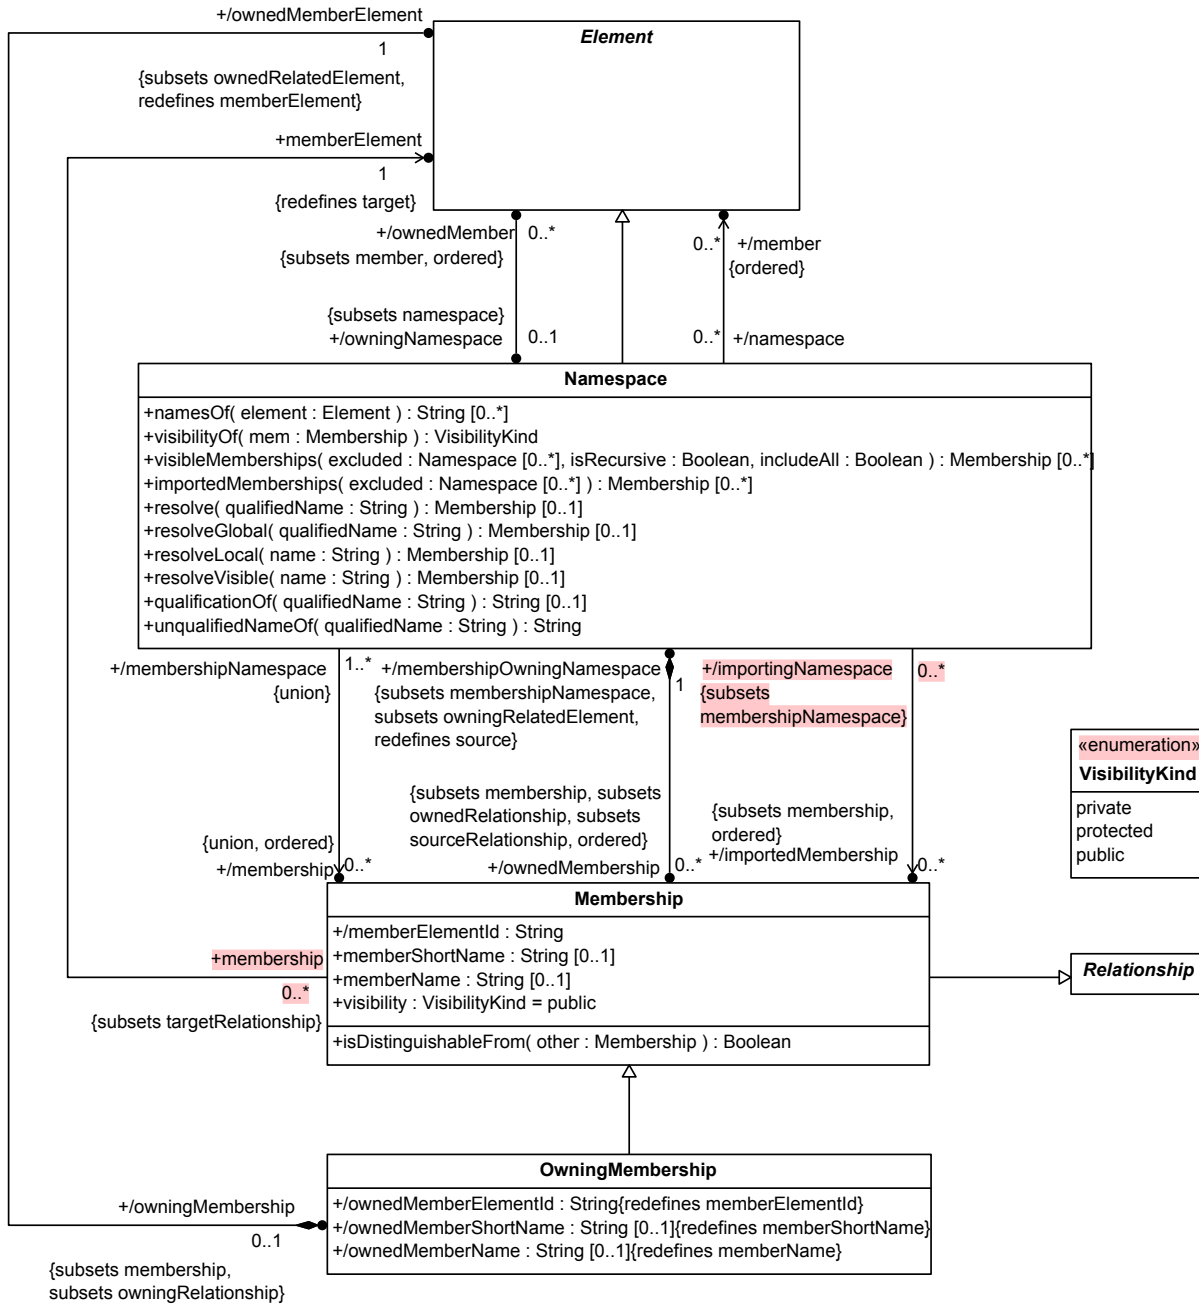 +/ownedMemberElement
1
{subsets ownedRelatedElement,
redefines memberElement}
Element
+memberElement
1
{redefines target}
+/ownedMember
0..*
{subsets member, ordered}
0..*
+/member
{ordered}
{subsets namespace}
+/owningNamespace
0..1
0..*
+/namespace
Namespace
+namesOf( element : Element ) : String [0..*]
+visibilityOf( mem : Membership ) : VisibilityKind
+visibleMemberships( excluded : Namespace [0..*], isRecursive : Boolean, includeAll : Boolean ) : Membership [0..*]
+importedMemberships( excluded : Namespace [0..*] ) : Membership [0..*]
+resolve( qualifiedName : String ) : Membership [0..1]
+resolveGlobal( qualifiedName : String ) : Membership [0..1]
+resolveLocal( name : String ) : Membership [0..1]
+resolveVisible( name : String ) : Membership [0..1]
+qualificationOf( qualifiedName : String ) : String [0..1]
+unqualifiedNameOf( qualifiedName : String ) : String
+/membershipNamespace
1..*
{union}
+/membershipOwningNamespace
1
{subsets membershipNamespace,
subsets owningRelatedElement,
redefines source}
+/importingNamespace
0..*
{subsets
membershipNamespace}
«enumeration»
VisibilityKind
private
protected
public
{union, ordered}
+/membership
0..*
{subsets membership, subsets
ownedRelationship, subsets
sourceRelationship, ordered}
+/ownedMembership
0..*
{subsets membership,
ordered}
+/importedMembership
0..*
Membership
+/memberElementId : String
+memberShortName : String [0..1]
+memberName : String [0..1]
+visibility : VisibilityKind = public
+isDistinguishableFrom( other : Membership ) : Boolean
+membership
0..*
{subsets targetRelationship}
Relationship
OwningMembership
+/ownedMemberElementId : String{redefines memberElementId}
+/ownedMemberShortName : String [0..1]{redefines memberShortName}
+/ownedMemberName : String [0..1]{redefines memberName}
+/owningMembership
0..1
{subsets membership,
subsets owningRelationship}